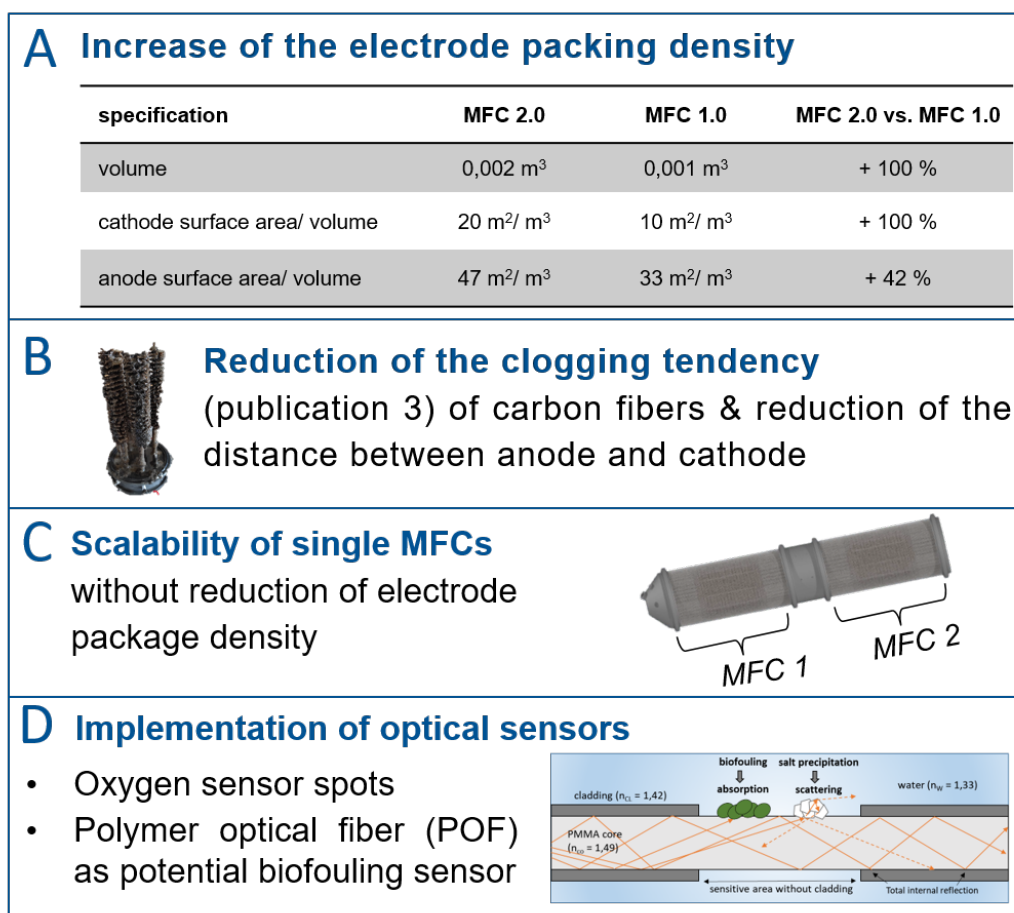 A Increase of the electrode packing density
specification MFC 2.0 MFC 1.0 MFC 2.0 vs. MFC 1.0
volume 0,002 m³ 0,001 m³ + 100 %
cathode surface area/ volume 20 m²/ m³ 10 m²/ m³ + 100 %
anode surface area/ volume 47 m²/ m³ 33 m²/ m³ + 42 %
B Reduction of the clogging tendency
(publication 3) of carbon fibers & reduction of the
distance between anode and cathode
C Scalability of single MFCs
without reduction of electrode
package density
MFC 1
MFC 2
D Implementation of optical sensors
• Oxygen sensor spots
• Polymer optical fiber (POF)
as potential biofouling sensor
biofouling salt precipitation
absorption scattering
cladding (n_CL = 1,42)
water (n_W = 1,33)
PMMA core
(n_co = 1,49)
sensitive area without cladding
Total internal reflection